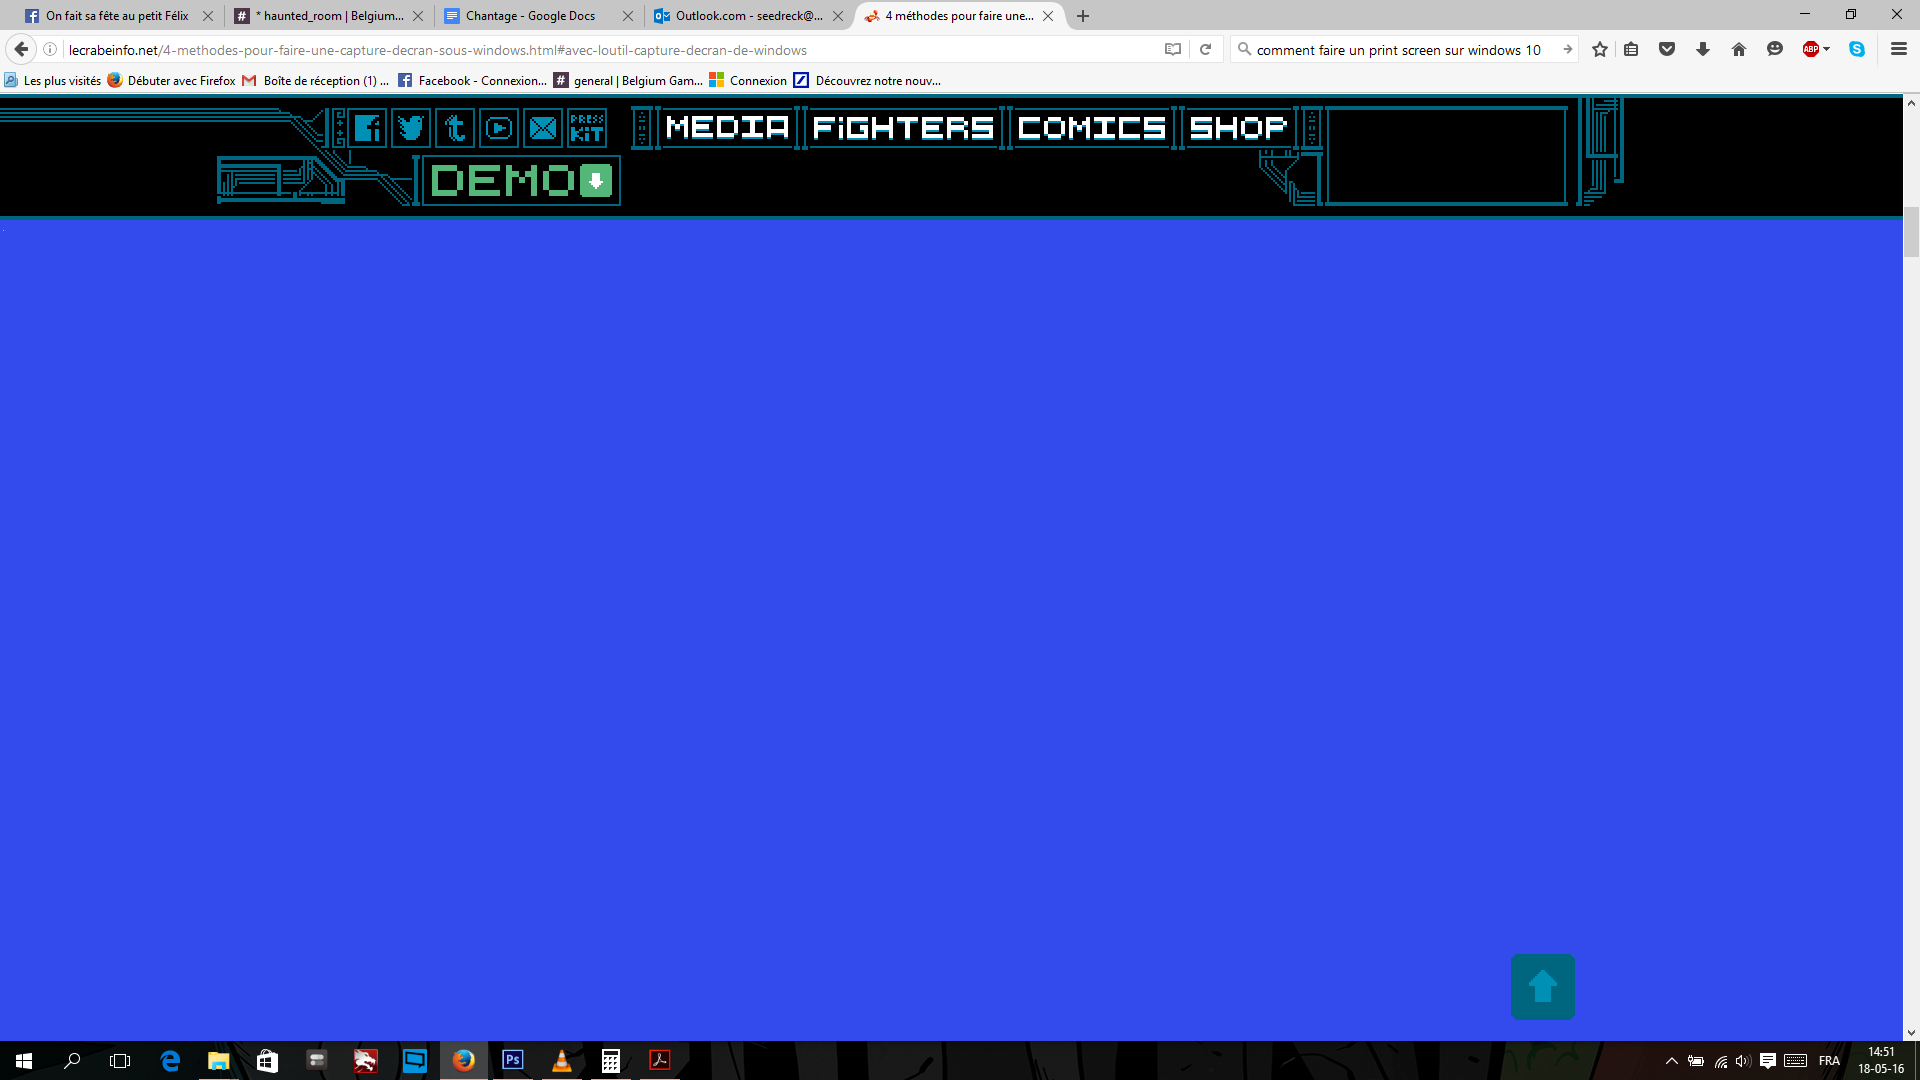 On fait sa fête au petit Félix
* haunted_room | Belgium...
Chantage - Google Docs
Outlook.com - seedreck@...
4 méthodes pour faire une...
lecrabeinfo.net/4-methodes-pour-faire-une-capture-decran-sous-windows.html#avec-loutil-capture-decran-de-windows
comment faire un print screen sur windows 10
ABP
Les plus visités
Débuter avec Firefox
Boîte de réception (1) ...
Facebook - Connexion...
general | Belgium Gam...
Connexion
Découvrez notre nouv...
PRESS
KIT
MEDIA
FiGHTERS
COMICS
SHOP
DEMO
Ps
FRA
14:51
18-05-16